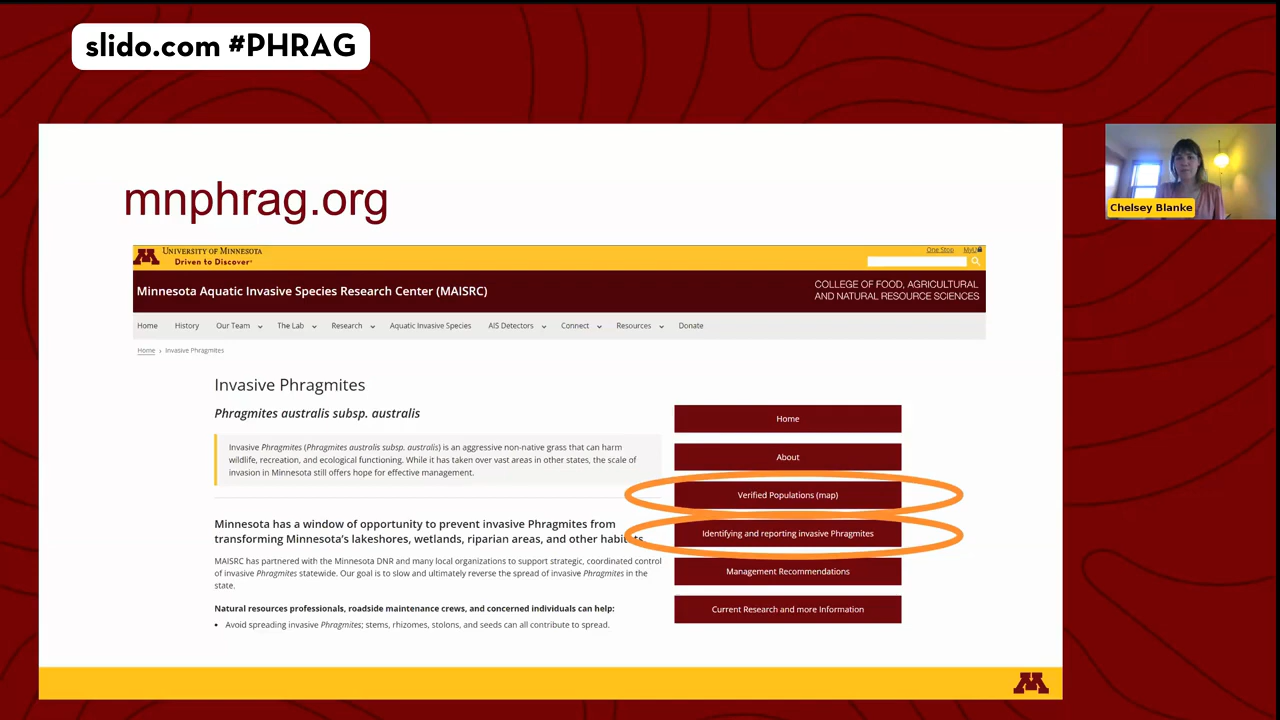 slido.com #PHRAG
mnphrag.org
Chelsey Blanke
UNIVERSITY OF MINNESOTA
Driven to Discover®
One Stop
MyU
Minnesota Aquatic Invasive Species Research Center (MAISRC)
COLLEGE OF FOOD, AGRICULTURAL
AND NATURAL RESOURCE SCIENCES
Home
History
Our Team
The Lab
Research
Aquatic Invasive Species
AIS Detectors
Connect
Resources
Donate
Home › Invasive Phragmites
Invasive Phragmites
Phragmites australis subsp. australis
Invasive Phragmites (Phragmites australis subsp. australis) is an aggressive non-native grass that can harm
wildlife, recreation, and ecological functioning. While it has taken over vast areas in other states, the scale of
invasion in Minnesota still offers hope for effective management.
Minnesota has a window of opportunity to prevent invasive Phragmites from
transforming Minnesota's lakeshores, wetlands, riparian areas, and other habitats.
MAISRC has partnered with the Minnesota DNR and many local organizations to support strategic, coordinated control
of invasive Phragmites statewide. Our goal is to slow and ultimately reverse the spread of invasive Phragmites in the
state.
Natural resources professionals, roadside maintenance crews, and concerned individuals can help:
• Avoid spreading invasive Phragmites; stems, rhizomes, stolons, and seeds can all contribute to spread.
Home
About
Verified Populations (map)
Identifying and reporting invasive Phragmites
Management Recommendations
Current Research and more Information